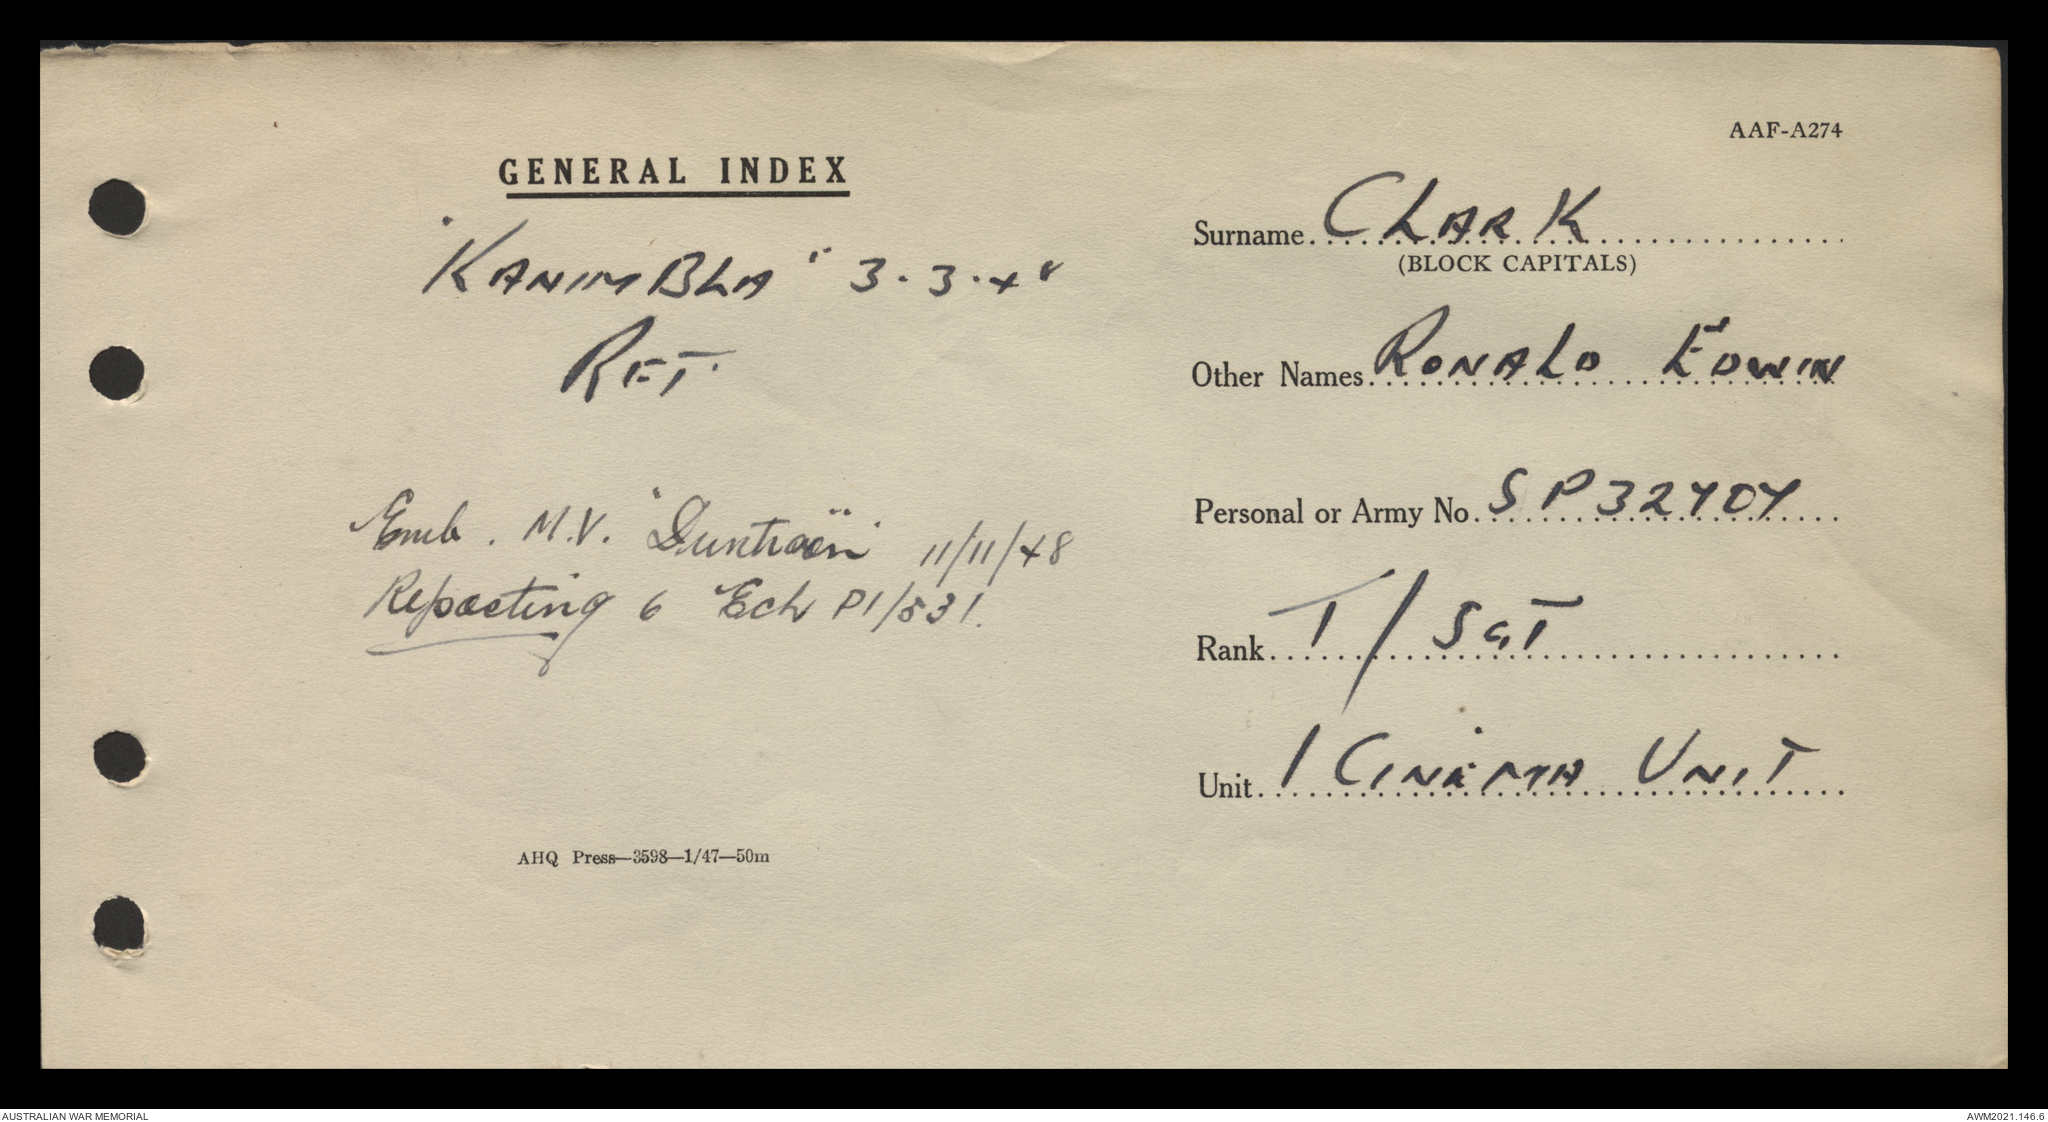 AAF-A274
GENERAL INDEX
"KANIMBLA" 3.3.48
RET.
Emb. M.V. "Duntroon" 11/11/48
Reposting 6 Ech P1/531.
AHQ Press—3598—1/47—50m
Surname CLARK
(BLOCK CAPITALS)
Other Names RONALD EDWIN
Personal or Army No. SP32707
Rank T/SGT
Unit 1 CINEMA UNIT
AUSTRALIAN WAR MEMORIAL
AWM2021.146.6